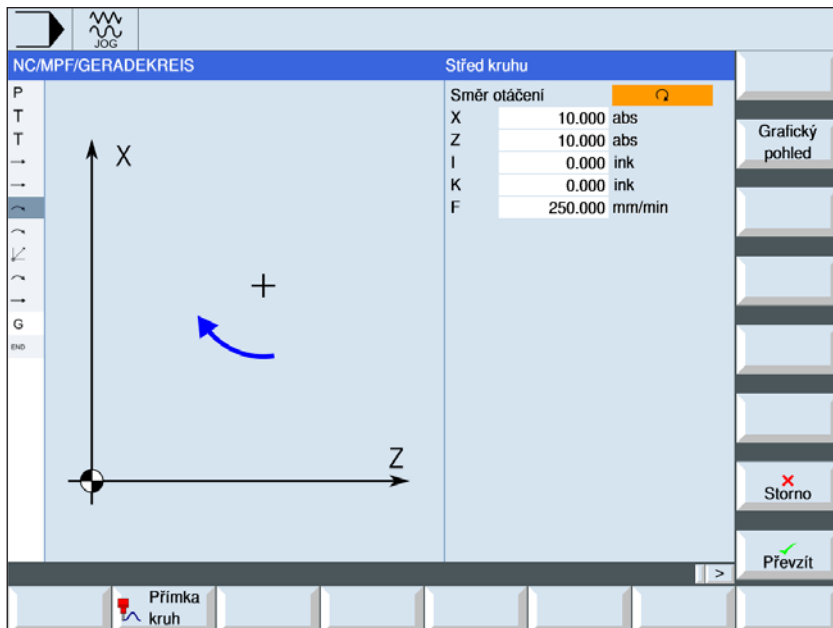 JOG
NC/MPF/GERADEKREIS
Střed kruhu
P
T
T
G
END
X
Z
Směr otáčení
X 10.000 abs
Z 10.000 abs
I 0.000 ink
K 0.000 ink
F 250.000 mm/min
Grafický
pohled
Storno
Převzít
>
Přímka
kruh